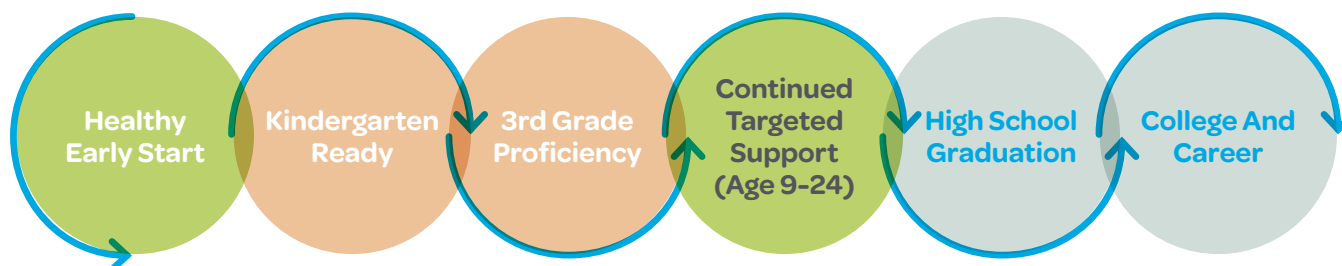 Healthy
Early Start
Kindergarten
Ready
3rd Grade
Proficiency
Continued
Targeted
Support
(Age 9-24)
High School
Graduation
College And
Career